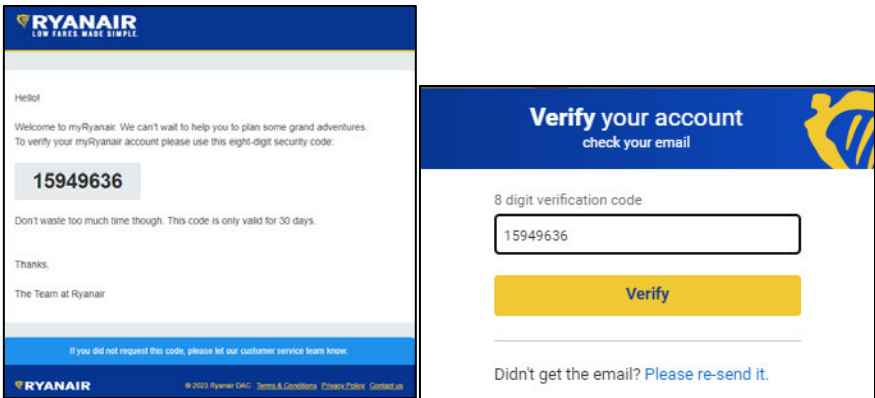 RYANAIR
LOW FARES. MADE SIMPLE.
Hello!
Welcome to myRyanair. We can't wait to help you to plan some grand adventures.
To verify your myRyanair account please use this eight-digit security code:
15949636
Don't waste too much time though. This code is only valid for 30 days.
Thanks,
The Team at Ryanair
If you did not request this code, please let our customer service team know.
RYANAIR
© 2023 Ryanair DAC Terms & Conditions Privacy Policy Contact us
Verify your account
check your email
8 digit verification code
15949636
Verify
Didn't get the email? Please re-send it.